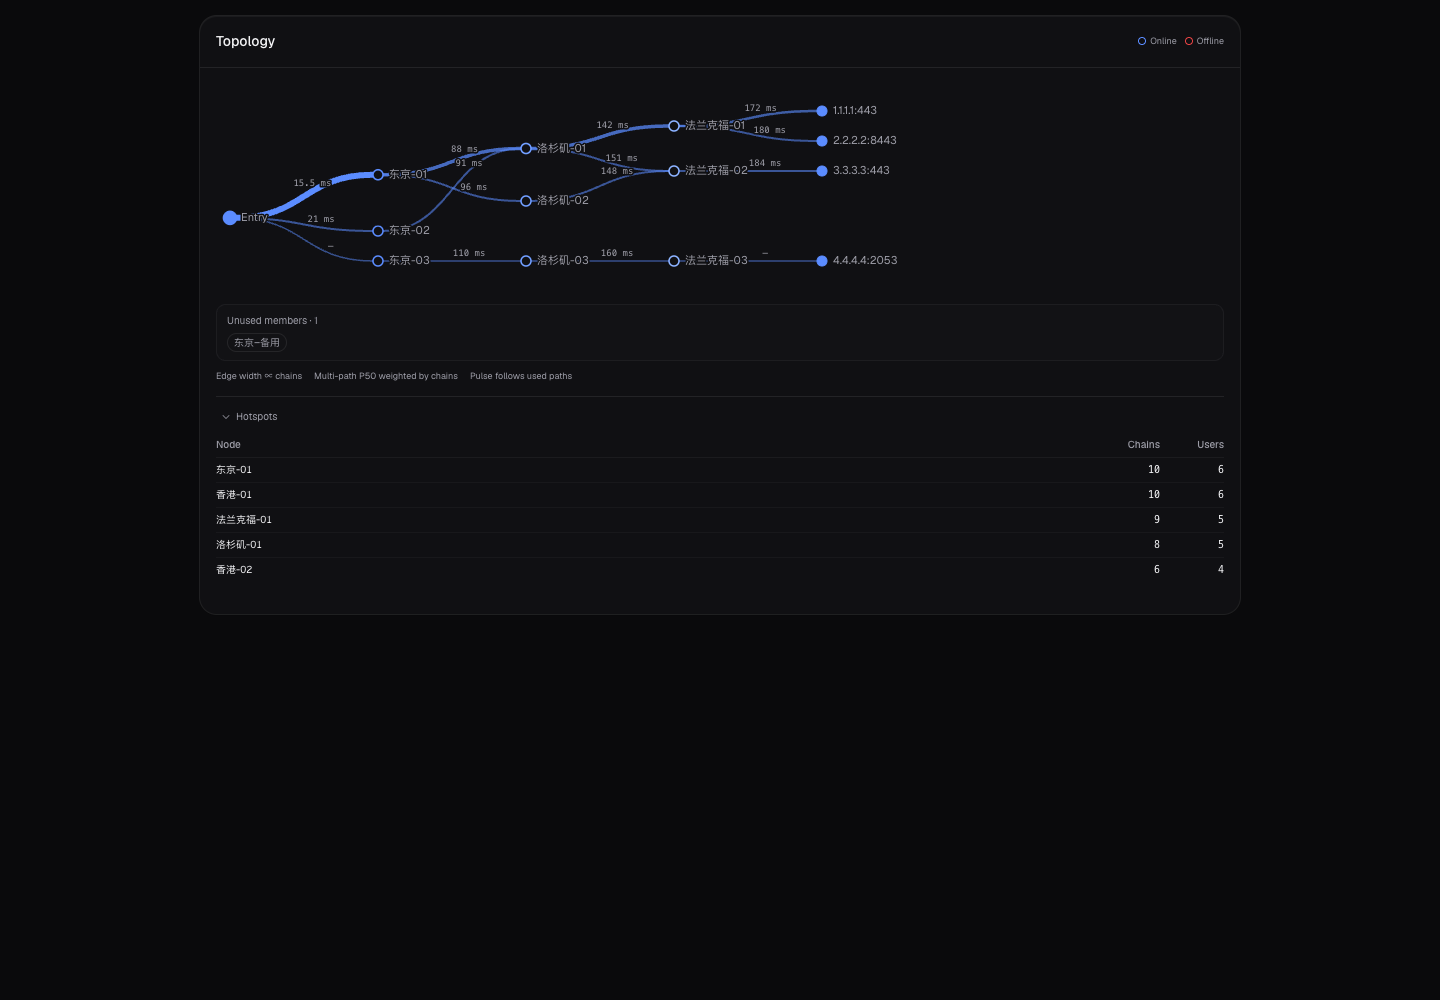 Topology
Online
Offline
172 ms
1.1.1.1:443
142 ms
法兰克福-01
180 ms
2.2.2.2:8443
88 ms
洛杉矶-01
91 ms
151 ms
184 ms
148 ms
法兰克福-02
3.3.3.3:443
15.5 ms
东京-01
96 ms
洛杉矶-02
Entry
21 ms
东京-02
–
东京-03
110 ms
洛杉矶-03
160 ms
法兰克福-03
–
4.4.4.4:2053
Unused members · 1
东京-备用
Edge width ∝ chains Multi-path P50 weighted by chains Pulse follows used paths
Hotspots
Node Chains Users
东京-01 10 6
香港-01 10 6
法兰克福-01 9 5
洛杉矶-01 8 5
香港-02 6 4